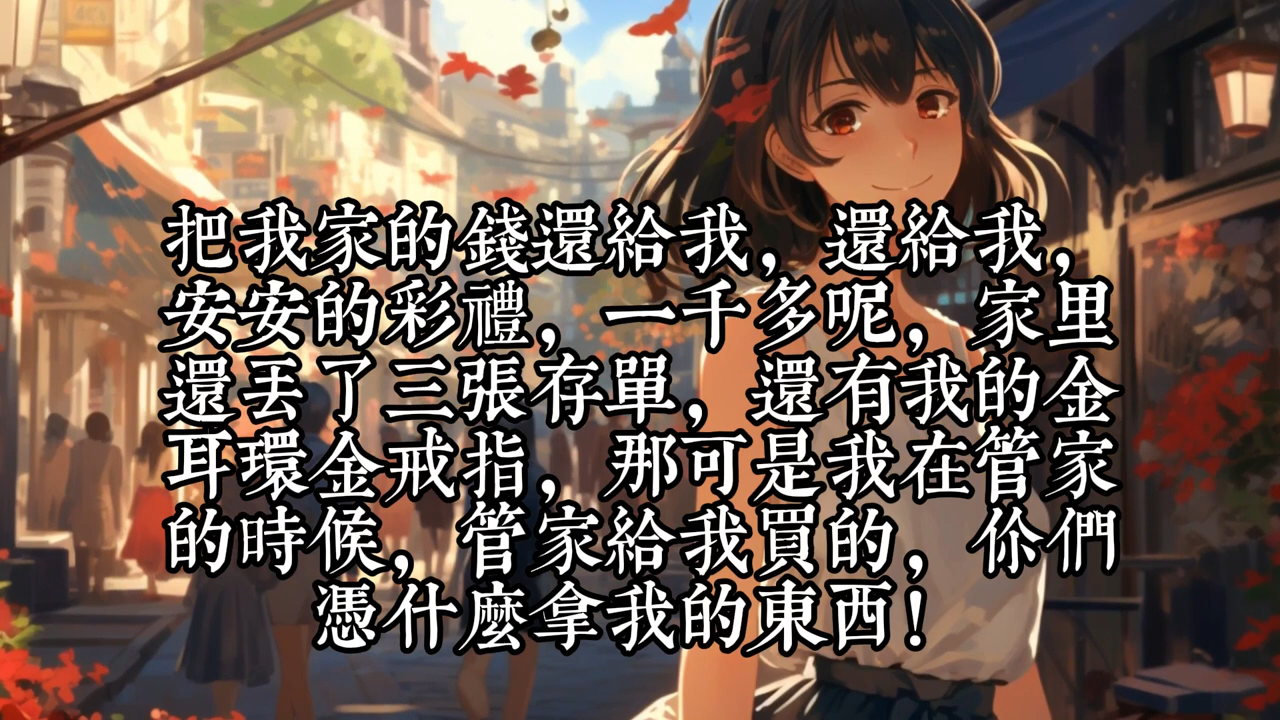 把我家的錢還給我，還給我，
安安的彩禮，一千多呢，家里
還丟了三張存單，還有我的金
耳環金戒指，那可是我在管家
的時候，管家給我買的，你們
憑什麼拿我的東西！